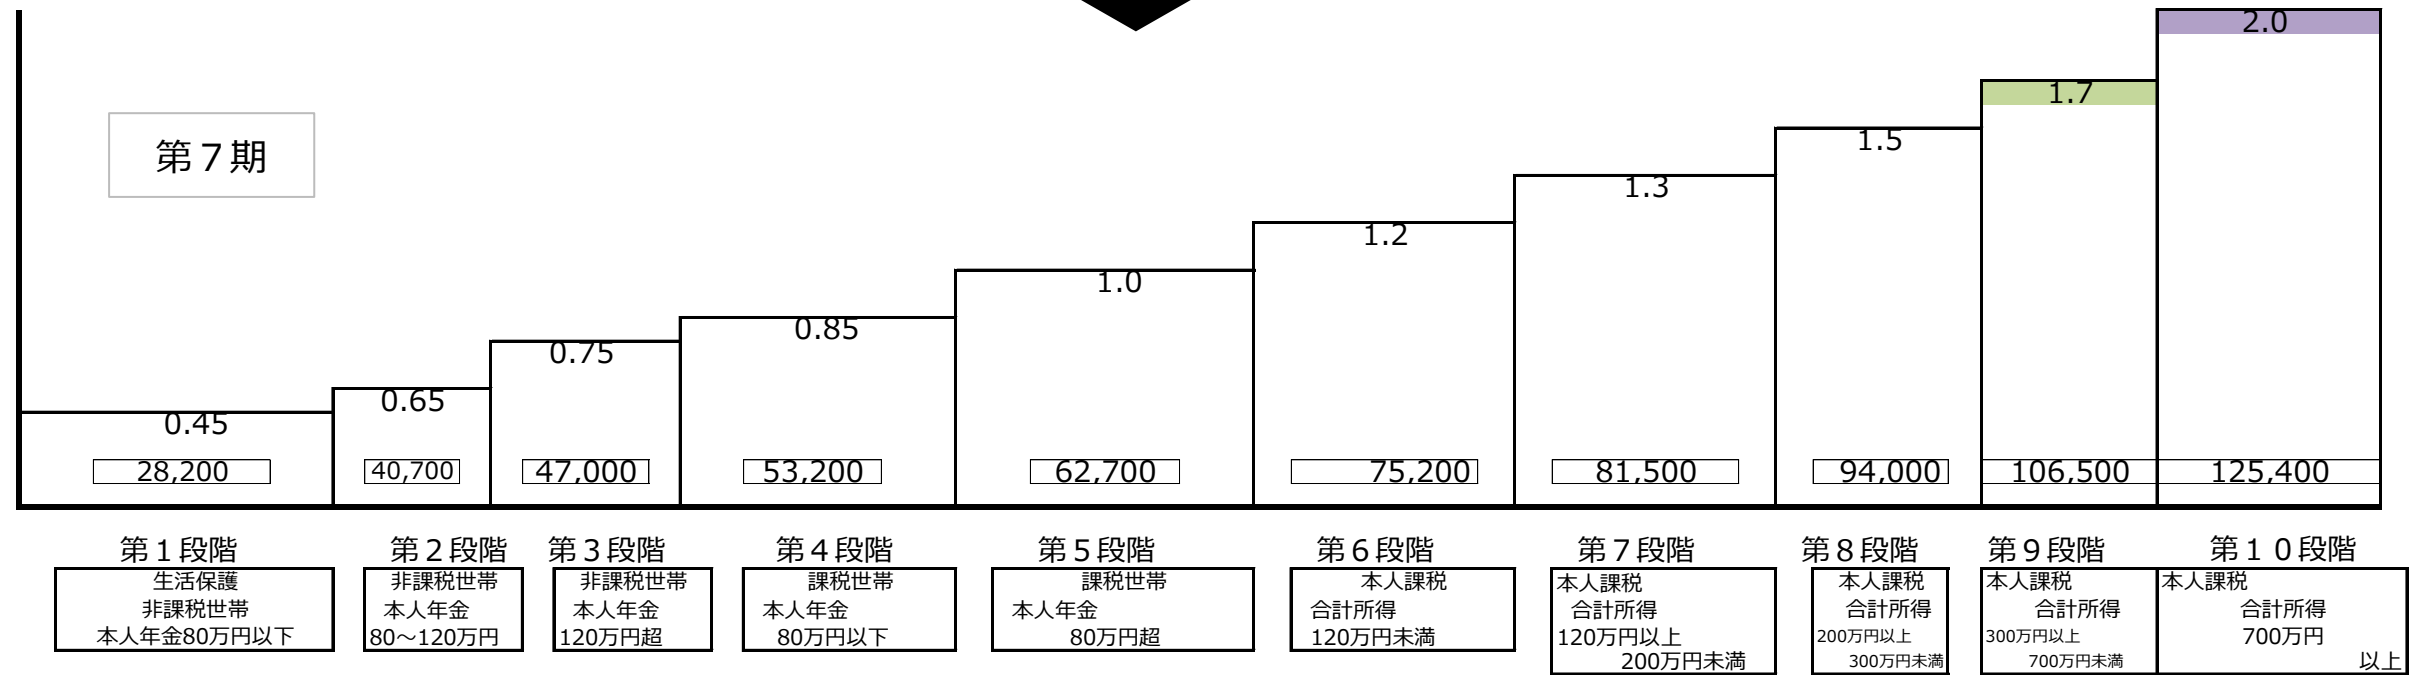 2.0
1.7
第７期
1.5
1.3
1.2
1.0
0.85
0.75
0.65
0.45
28,200
40,700
47,000
53,200
62,700
75,200
81,500
94,000
106,500
125,400
第１段階
生活保護
非課税世帯
本人年金80万円以下
第２段階
非課税世帯
本人年金
80～120万円
第３段階
非課税世帯
本人年金
120万円超
第４段階
課税世帯
本人年金
80万円以下
第５段階
課税世帯
本人年金
80万円超
第６段階
本人課税
合計所得
120万円未満
第７段階
本人課税
合計所得
120万円以上
200万円未満
第８段階
本人課税
合計所得
200万円以上
300万円未満
第９段階
本人課税
合計所得
300万円以上
700万円未満
第１０段階
本人課税
合計所得
700万円
以上